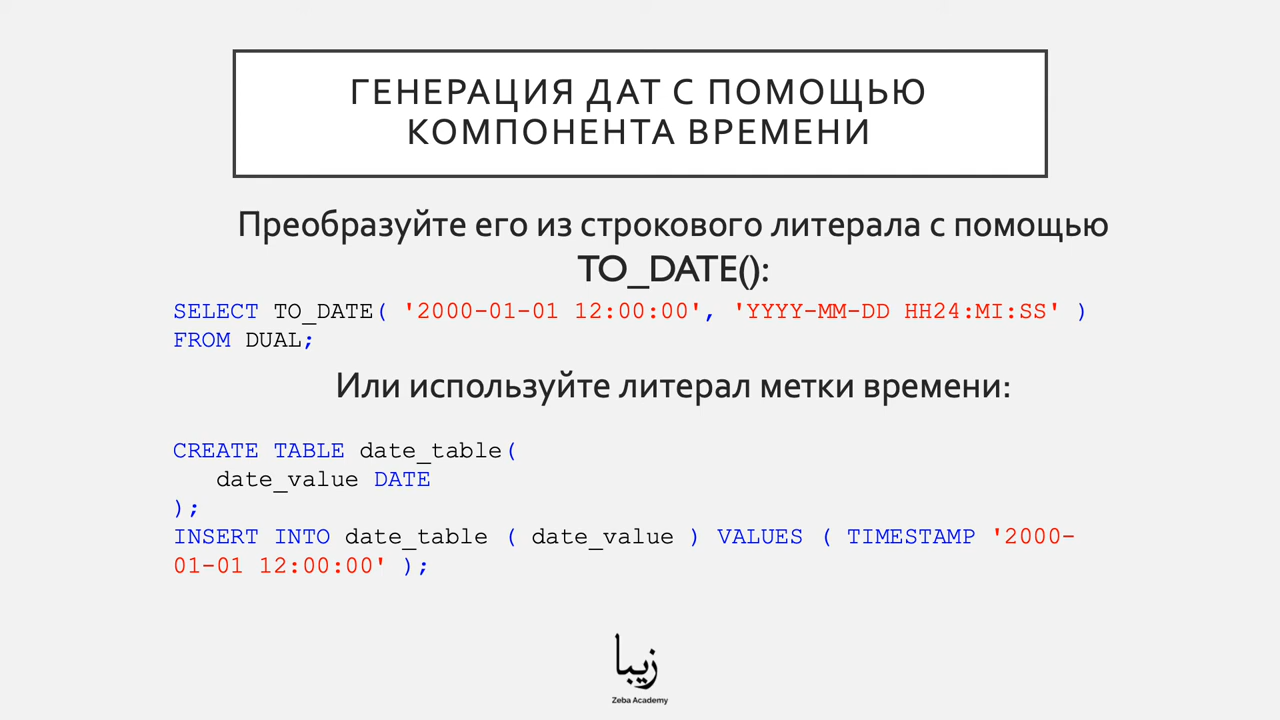 ГЕНЕРАЦИЯ ДАТ С ПОМОЩЬЮ
КОМПОНЕНТА ВРЕМЕНИ
Преобразуйте его из строкового литерала с помощью
TO_DATE():
SELECT TO_DATE( '2000-01-01 12:00:00', 'YYYY-MM-DD HH24:MI:SS' )
FROM DUAL;
Или используйте литерал метки времени:
CREATE TABLE date_table(
date_value DATE
);
INSERT INTO date_table ( date_value ) VALUES ( TIMESTAMP '2000-
01-01 12:00:00' );
زیبا
Zeba Academy